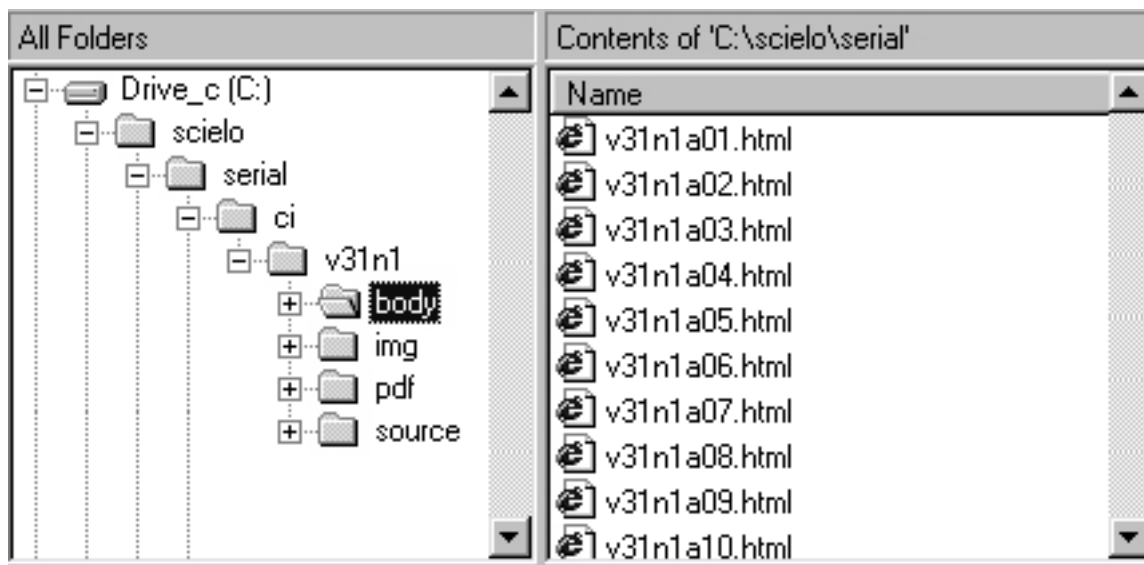 All Folders
Drive_c (C:)
scielo
serial
ci
v31n1
body
img
pdf
source
Contents of 'C:\scielo\serial'
Name
v31n1a01.html
v31n1a02.html
v31n1a03.html
v31n1a04.html
v31n1a05.html
v31n1a06.html
v31n1a07.html
v31n1a08.html
v31n1a09.html
v31n1a10.html